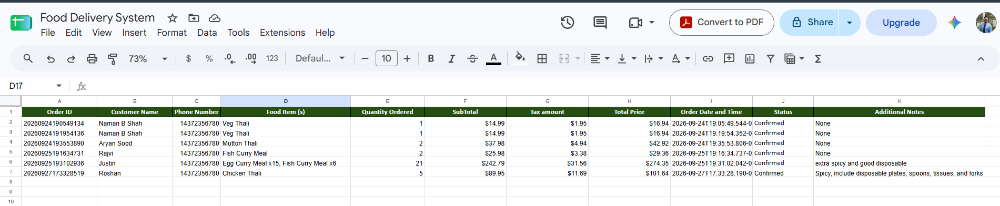 Food Delivery System
File Edit View Insert Format Data Tools Extensions Help
Convert to PDF
Share
Upgrade
73% $ % .0 .00 123 Defaul... − 10 + B I A
D17 fx
A B C D E F G H I J K
1 Order ID Customer Name Phone Number Food Item (s) Quantity Ordered SubTotal Tax amount Total Price Order Date and Time Status Additional Notes
2 20260924190549134 Naman B Shah 14372356780 Veg Thali 1 $14.99 $1.95 $16.94 2026-09-24T19:05:49.544-0 Confirmed None
3 20260924191954136 Naman B Shah 14372356780 Veg Thali 1 $14.99 $1.95 $16.94 2026-09-24T19:19:54.352-0 Confirmed None
4 20260924193553890 Aryan Sood 14372356780 Mutton Thali 2 $37.98 $4.94 $42.92 2026-09-24T19:35:53.806-0 Confirmed None
5 20260925191634731 Rajvi 14372356780 Fish Curry Meal 2 $25.98 $3.38 $29.36 2026-09-25T19:16:34.737-0 Confirmed None
6 20260925193102936 Justin 14372356780 Egg Curry Meal x15, Fish Curry Meal x6 21 $242.79 $31.56 $274.35 2026-09-25T19:31:02.042-0 Confirmed extra spicy and good disposable
7 20260927173328519 Roshan 14372356780 Chicken Thali 5 $89.95 $11.69 $101.64 2026-09-27T17:33:28.190-0 Confirmed Spicy, include disposable plates, spoons, tissues, and forks
8
9
10